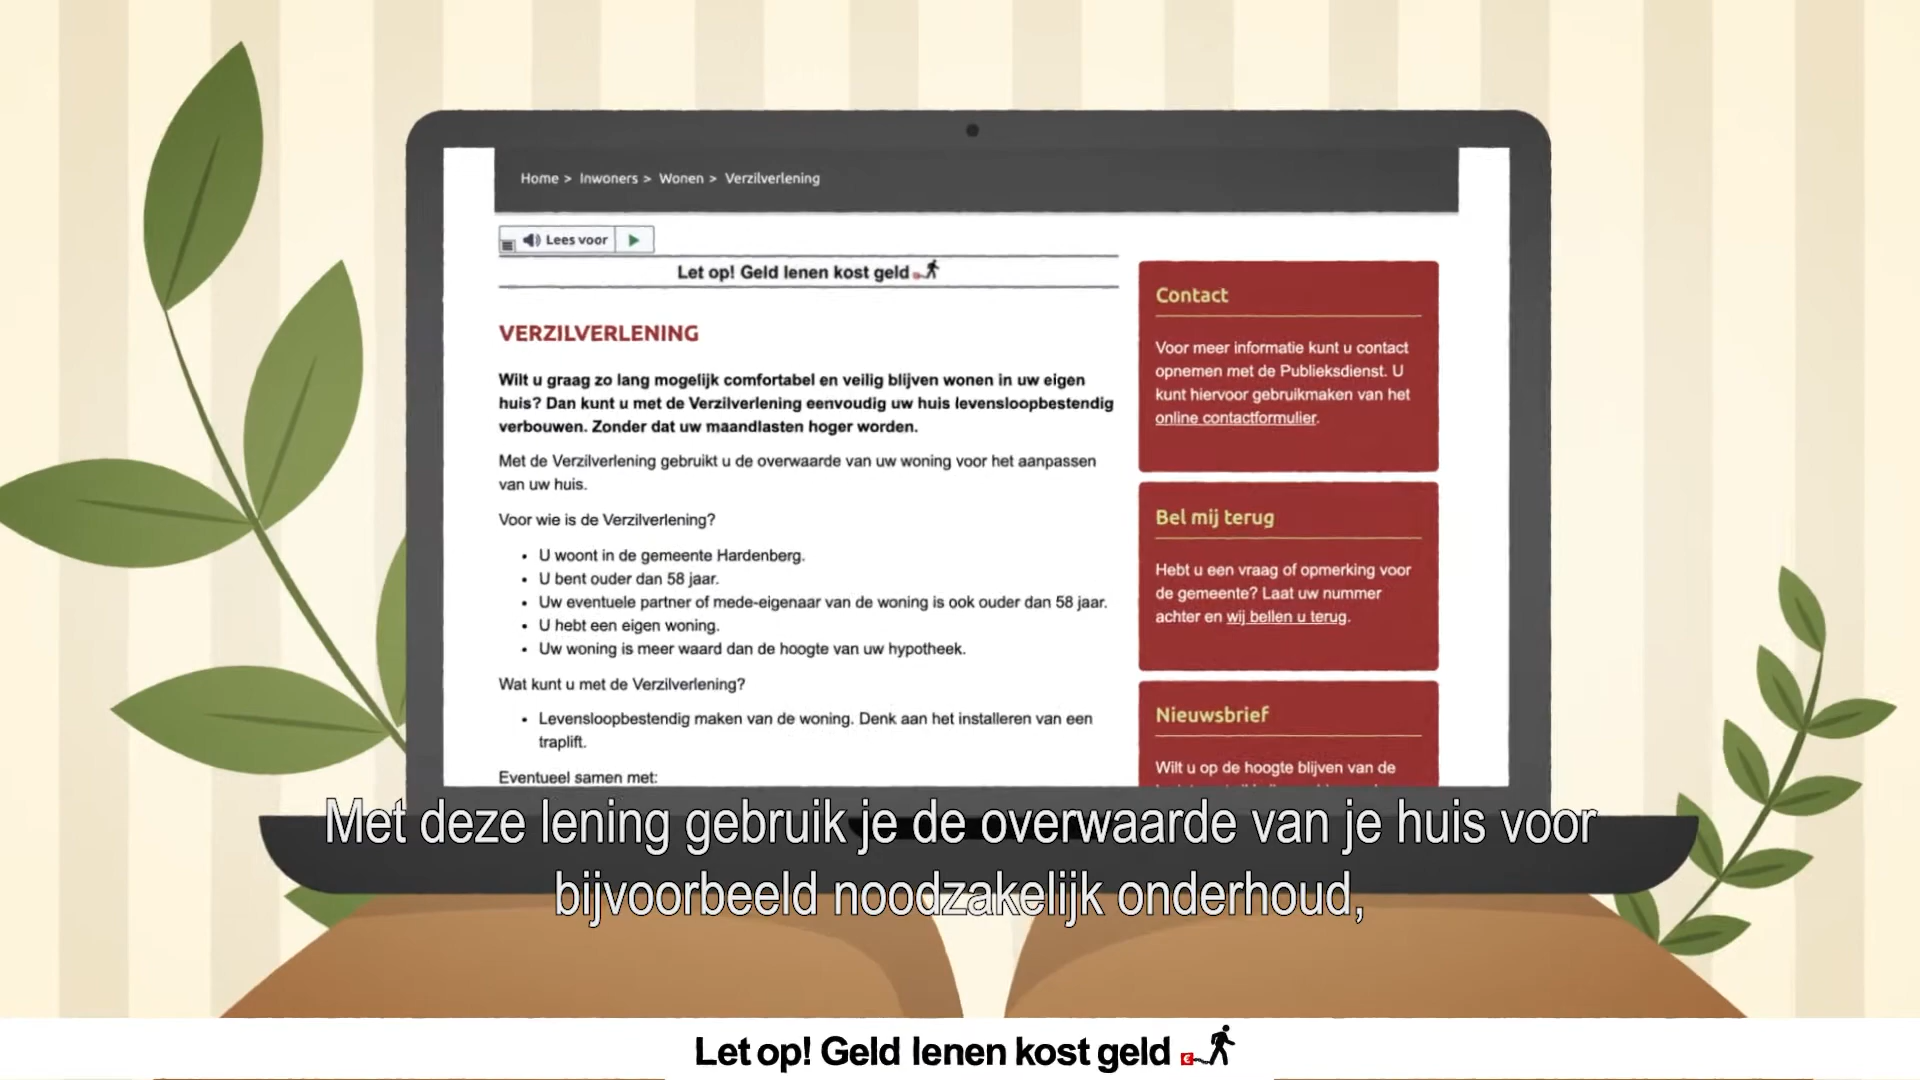 Home > Inwoners > Wonen > Verzilverlening
Lees voor
Let op! Geld lenen kost geld
VERZILVERLENING
Wilt u graag zo lang mogelijk comfortabel en veilig blijven wonen in uw eigen
huis? Dan kunt u met de Verzilverlening eenvoudig uw huis levensloopbestendig
verbouwen. Zonder dat uw maandlasten hoger worden.
Met de Verzilverlening gebruikt u de overwaarde van uw woning voor het aanpassen
van uw huis.
Voor wie is de Verzilverlening?
• U woont in de gemeente Hardenberg.
• U bent ouder dan 58 jaar.
• Uw eventuele partner of mede-eigenaar van de woning is ook ouder dan 58 jaar.
• U hebt een eigen woning.
• Uw woning is meer waard dan de hoogte van uw hypotheek.
Wat kunt u met de Verzilverlening?
• Levensloopbestendig maken van de woning. Denk aan het installeren van een
traplift.
Eventueel samen met:
Contact
Voor meer informatie kunt u contact
opnemen met de Publieksdienst. U
kunt hiervoor gebruikmaken van het
online contactformulier.
Bel mij terug
Hebt u een vraag of opmerking voor
de gemeente? Laat uw nummer
achter en wij bellen u terug.
Nieuwsbrief
Wilt u op de hoogte blijven van de
Met deze lening gebruik je de overwaarde van je huis voor
bijvoorbeeld noodzakelijk onderhoud,
Let op! Geld lenen kost geld €